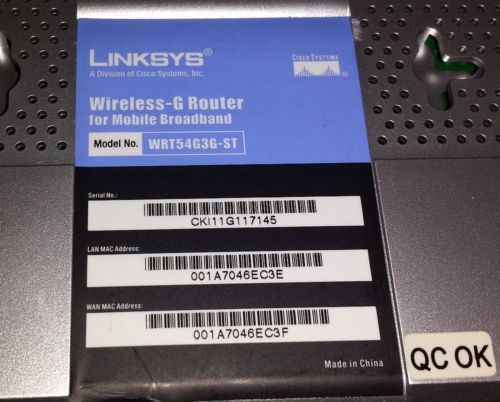 LINKSYS®
A Division of Cisco Systems, Inc.
CISCO SYSTEMS
Wireless-G Router
for Mobile Broadband
Model No. WRT54G3G-ST
Serial No.:
CKI11G117145
LAN MAC Address:
001A7046EC3E
WAN MAC Address:
001A7046EC3F
Made in China
QC OK